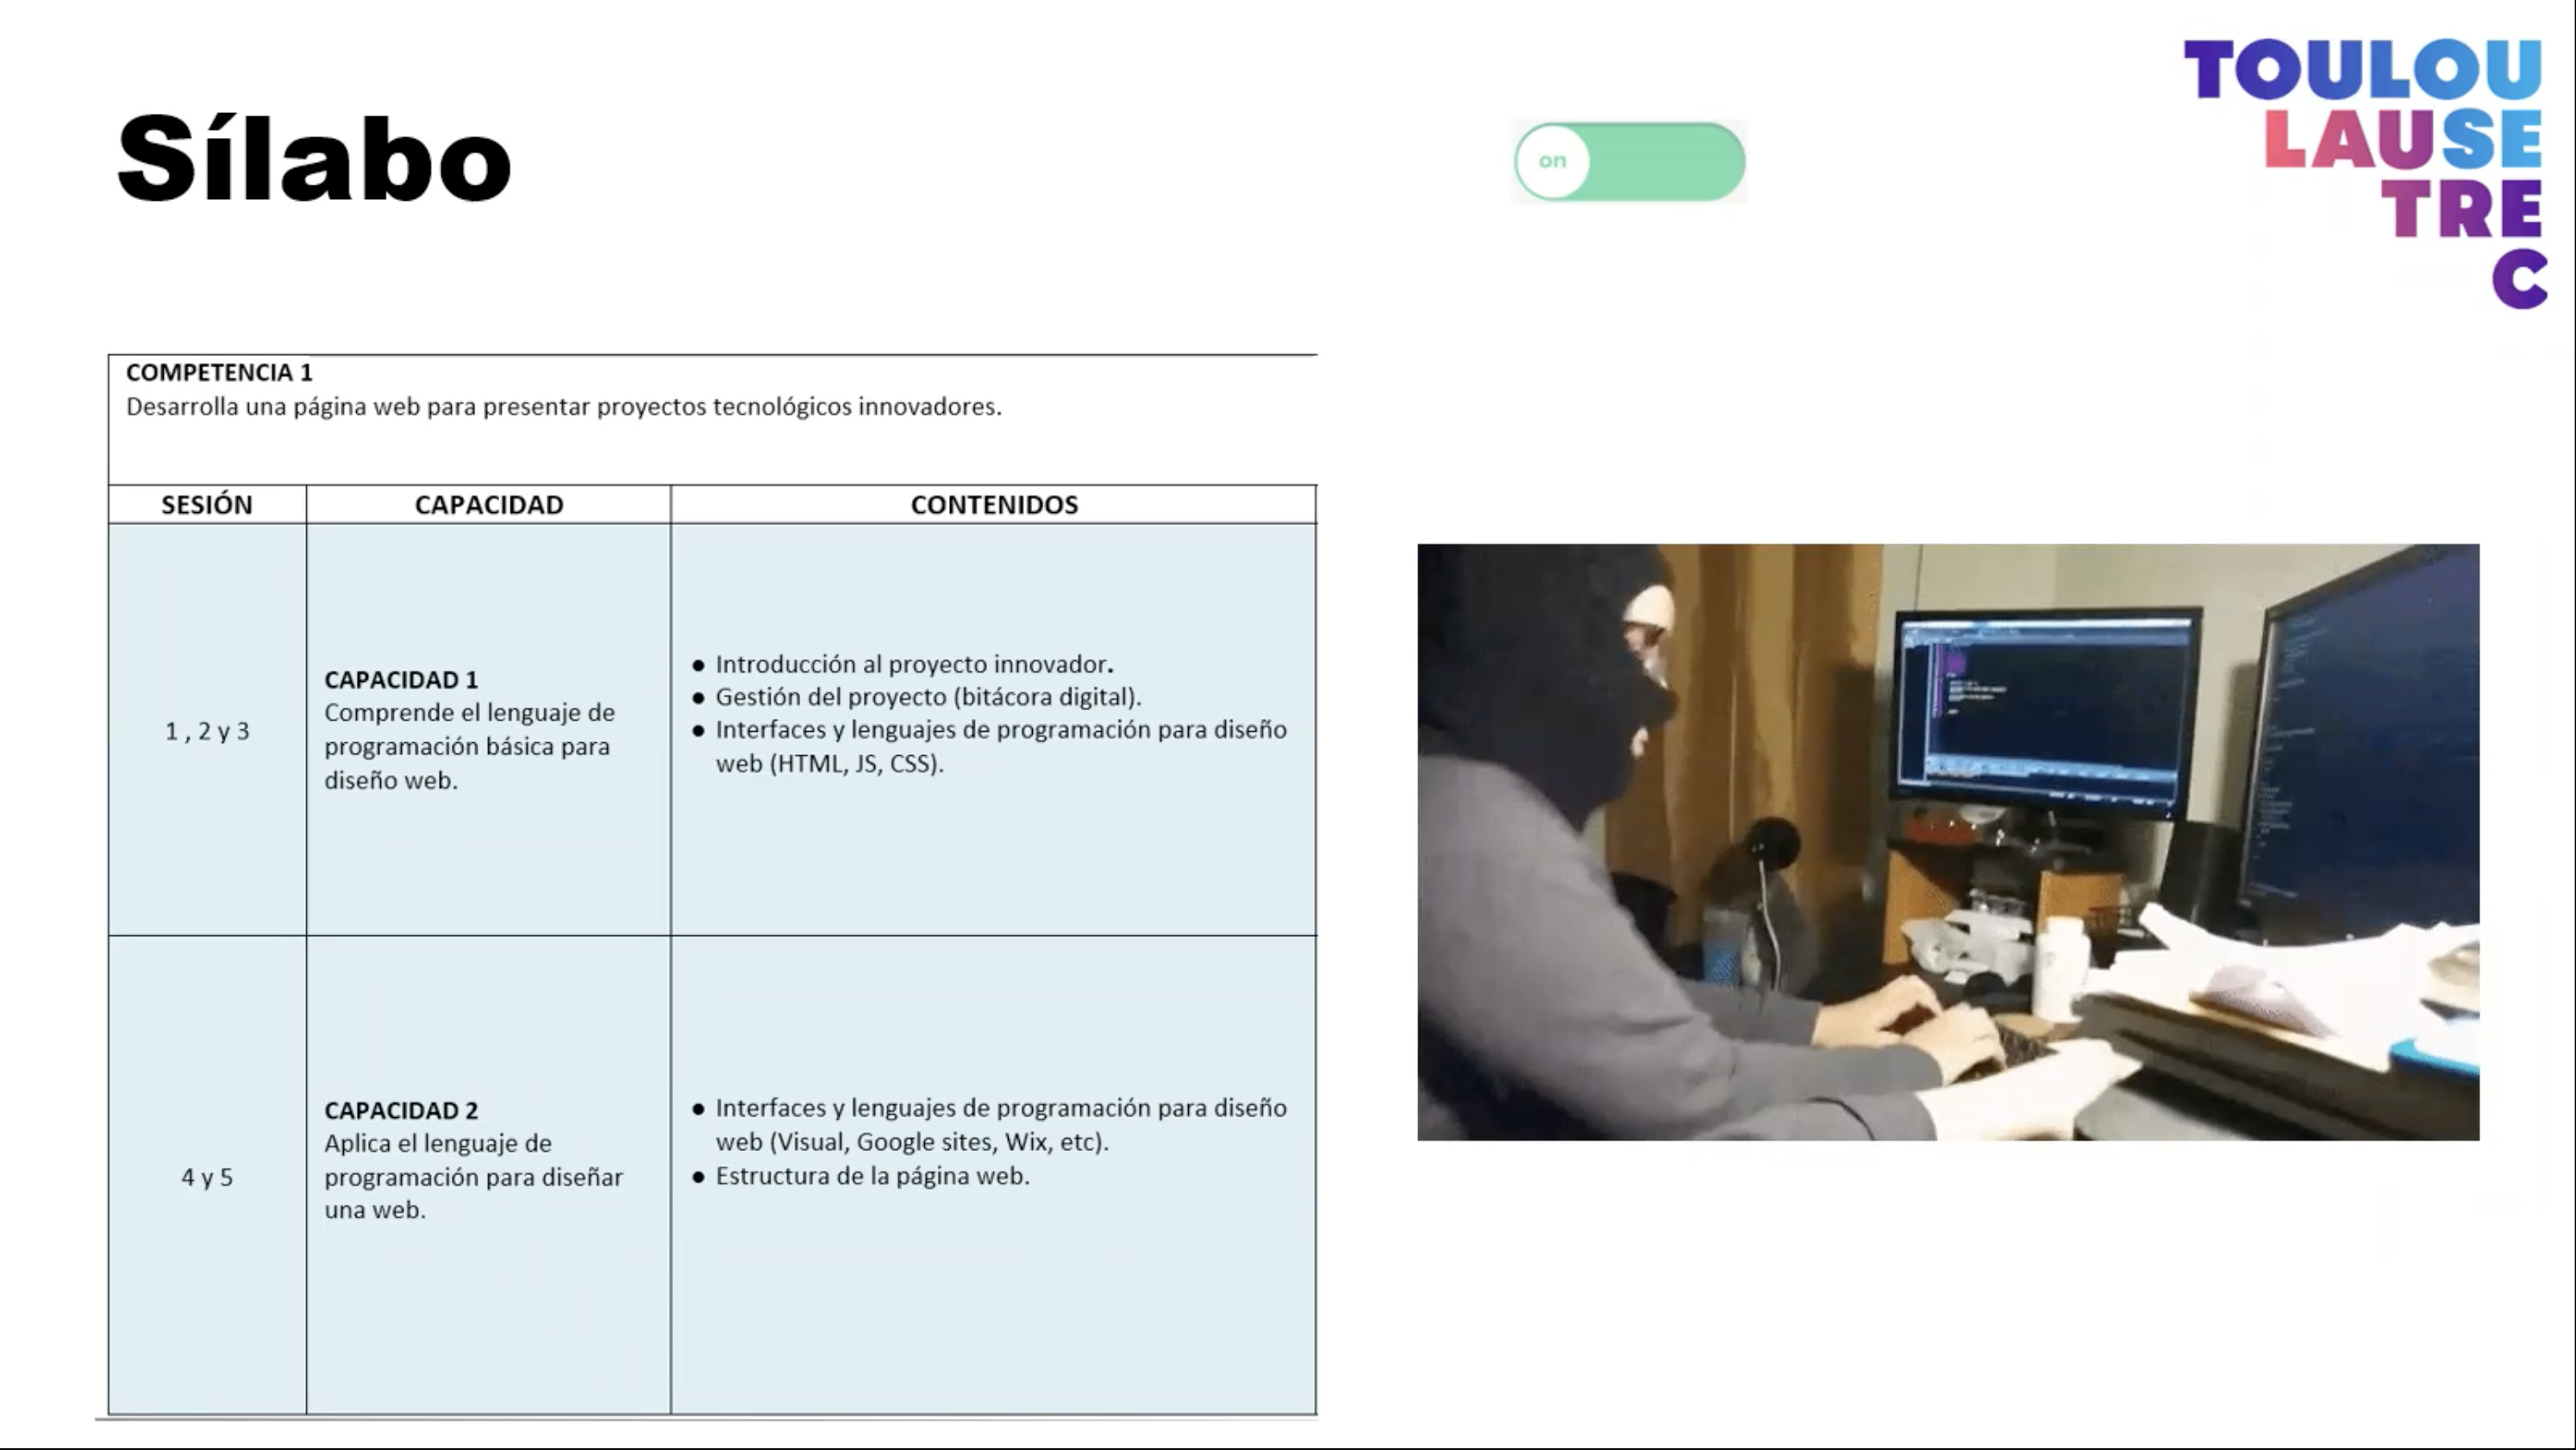 Sílabo
on
TOULOU
LAUSE
TRE
C
COMPETENCIA 1
Desarrolla una página web para presentar proyectos tecnológicos innovadores.
SESIÓN CAPACIDAD CONTENIDOS
1 , 2 y 3
CAPACIDAD 1
Comprende el lenguaje de
programación básica para
diseño web.
● Introducción al proyecto innovador.
● Gestión del proyecto (bitácora digital).
● Interfaces y lenguajes de programación para diseño
web (HTML, JS, CSS).
4 y 5
CAPACIDAD 2
Aplica el lenguaje de
programación para diseñar
una web.
● Interfaces y lenguajes de programación para diseño
web (Visual, Google sites, Wix, etc).
● Estructura de la página web.